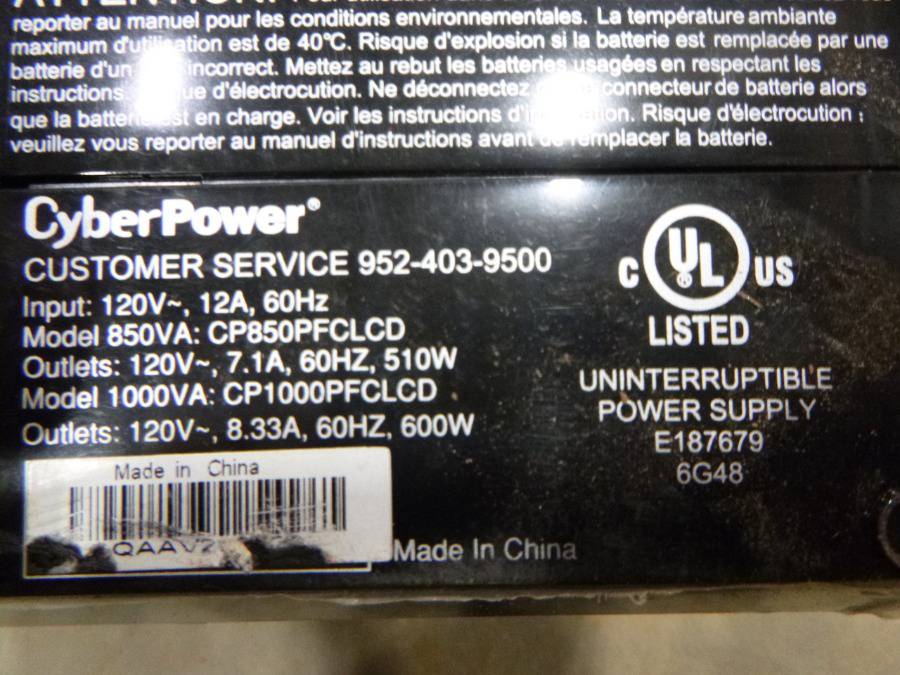 reporter au manuel pour les conditions environnementales. La température ambiante
maximum d'utilisation est de 40°C. Risque d'explosion si la batterie est remplacée par une
batterie d'un incorrect. Mettez au rebut les batteries usagées en respectant les
instructions. d'électrocution. Ne déconnectez connecteur de batterie alors
que la batterie est en charge. Voir les instructions Risque d'électrocution :
veuillez vous reporter au manuel d'instructions avant de remplacer la batterie.
CyberPower®
CUSTOMER SERVICE 952-403-9500
Input: 120V~, 12A, 60Hz
Model 850VA: CP850PFCLCD
Outlets: 120V~, 7.1A, 60HZ, 510W
Model 1000VA: CP1000PFCLCD
Outlets: 120V~, 8.33A, 60HZ, 600W
C UL® US
LISTED
UNINTERRUPTIBLE
POWER SUPPLY
E187679
6G48
Made in China
Made In China